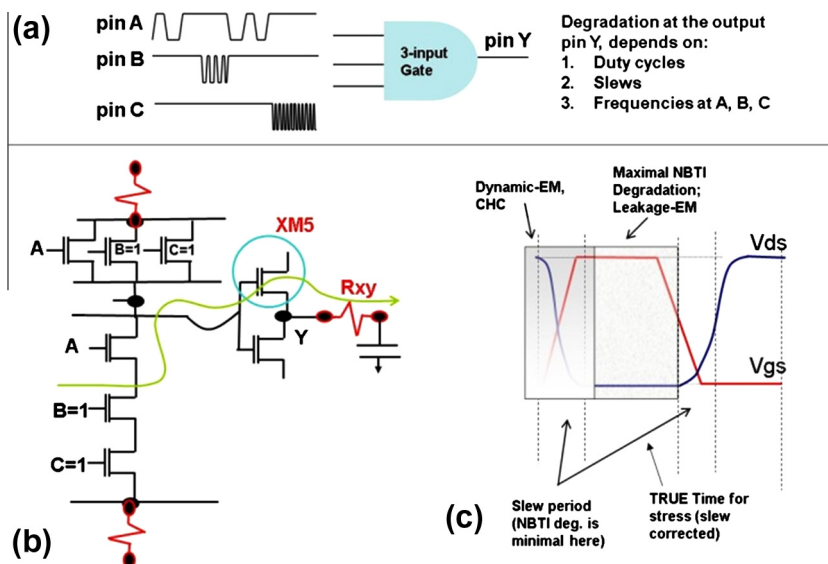 (a)
pin A
pin B
pin C
3-input
Gate
pin Y
Degradation at the output
pin Y, depends on:
1. Duty cycles
2. Slews
3. Frequencies at A, B, C
A
B=1
C=1
XM5
Rxy
Y
A
B=1
C=1
(b)
Dynamic-EM,
CHC
Maximal NBTI
Degradation;
Leakage-EM
Vds
Vgs
Slew period
(NBTI deg. is
minimal here)
TRUE Time for
stress (slew
corrected)
(c)